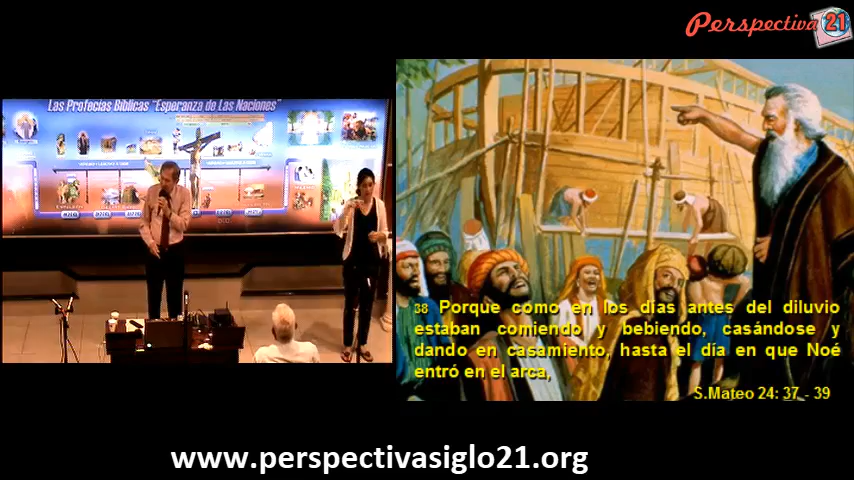 Perspectiva 21
Las Profecías Bíblicas "Esperanza de Las Naciones"
38 Porque como en los días antes del diluvio
estaban comiendo y bebiendo, casándose y
dando en casamiento, hasta el día en que Noé
entró en el arca,
S.Mateo 24: 37 - 39
www.perspectivasiglo21.org